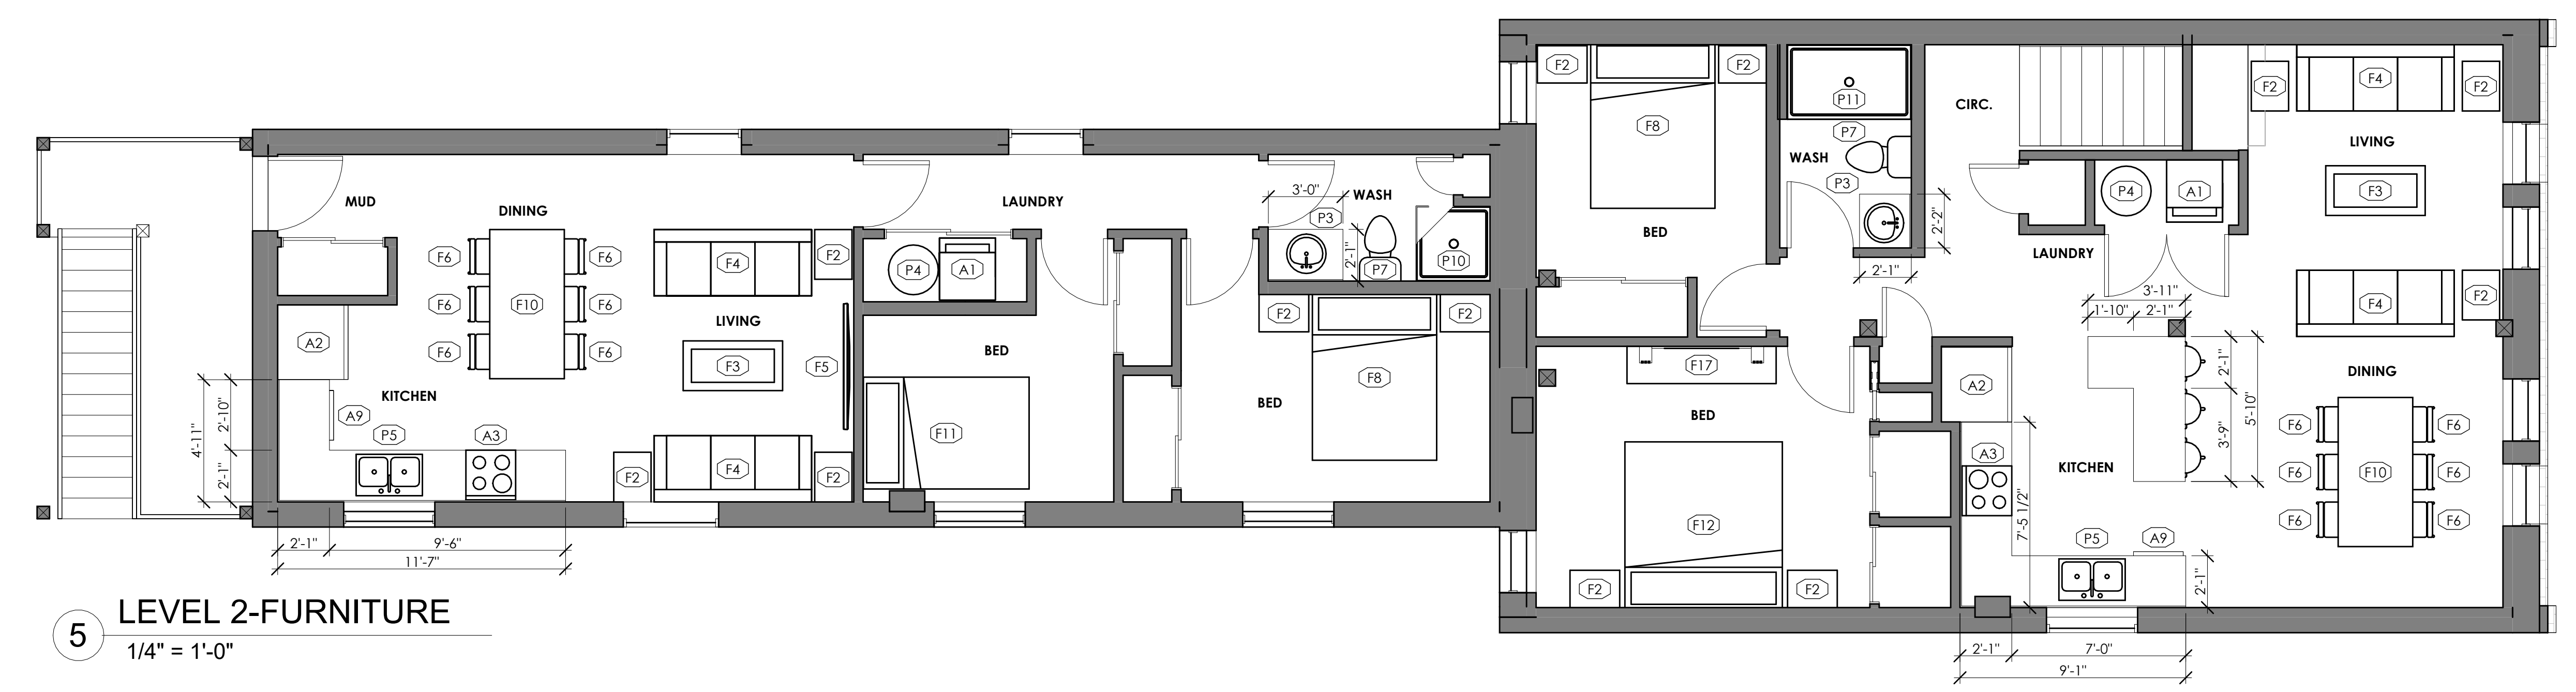 F2
F2
P11
F4
F2
F2
CIRC.
F8
P7
LIVING
WASH
P3
P4
A1
F3
3'-0"
WASH
MUD
DINING
LAUNDRY
P3
2'-2"
BED
F6
F6
F4
F2
P4
A1
2'-1"
P7
P10
LAUNDRY
2'-1"
3'-11"
1'-10"
2'-1"
F4
F2
F6
F10
F6
LIVING
F2
F2
A2
F6
F6
F3
F5
BED
F8
F17
2'-1"
DINING
KITCHEN
BED
BED
A2
5'-10"
4'-11"
2'-10"
A9
P5
A3
F11
3'-9"
F6
F6
2'-1"
F2
F4
F2
A3
KITCHEN
F6
F10
F6
F12
7'-5 1/2"
F6
F6
P5
A9
2'-1"
9'-6"
11'-7"
F2
F2
2'-1"
5
LEVEL 2-FURNITURE
1/4" = 1'-0"
2'-1"
7'-0"
9'-1"